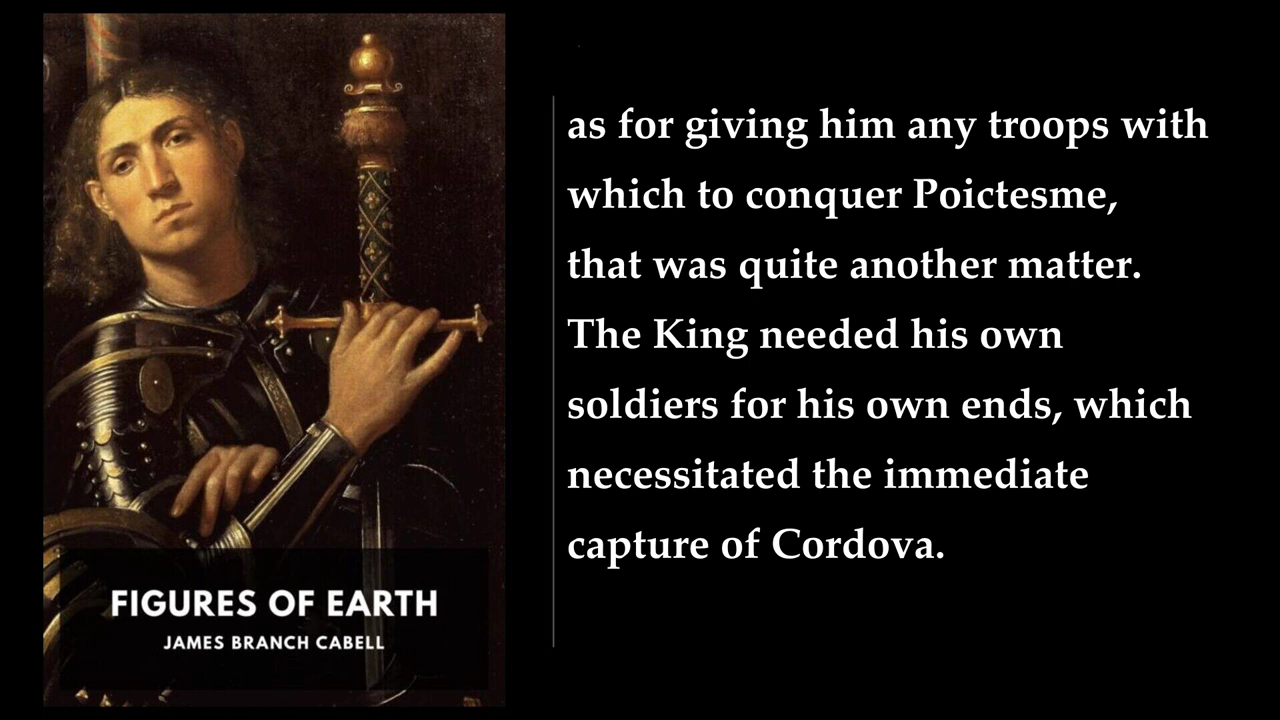 FIGURES OF EARTH
JAMES BRANCH CABELL
as for giving him any troops with
which to conquer Poictesme,
that was quite another matter.
The King needed his own
soldiers for his own ends, which
necessitated the immediate
capture of Cordova.